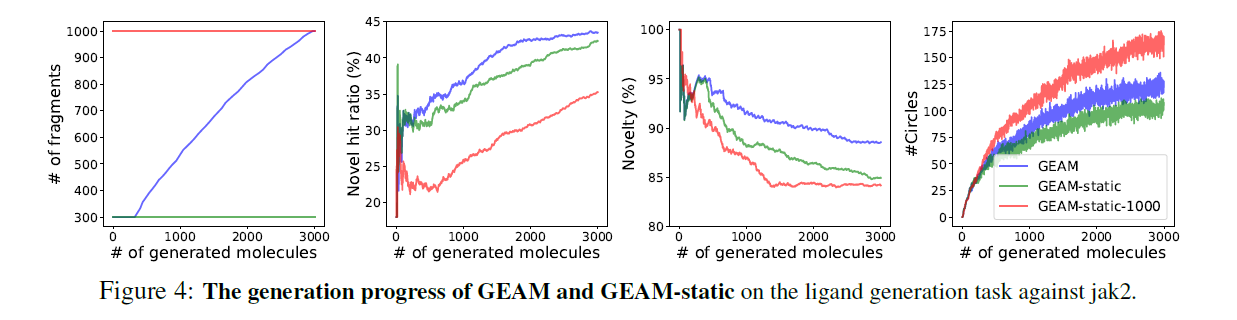 1000
900
800
700
600
500
400
300
# of fragments
0 1000 2000 3000
# of generated molecules
45
40
35
30
25
20
Novel hit ratio (%)
0 1000 2000 3000
# of generated molecules
100
95
90
85
80
Novelty (%)
0 1000 2000 3000
# of generated molecules
175
150
125
100
75
50
25
0
#Circles
GEAM
GEAM-static
GEAM-static-1000
0 1000 2000 3000
# of generated molecules
Figure 4: The generation progress of GEAM and GEAM-static on the ligand generation task against jak2.